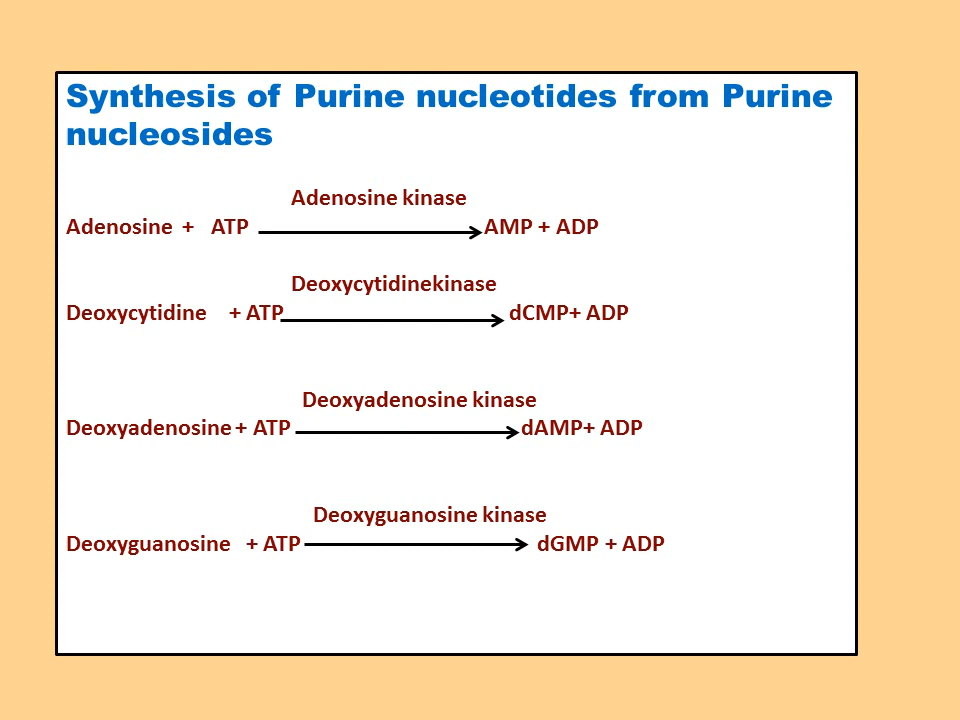 Synthesis of Purine nucleotides from Purine
nucleosides
Adenosine kinase
Adenosine + ATP AMP + ADP
Deoxycytidinekinase
Deoxycytidine + ATP dCMP+ ADP
Deoxyadenosine kinase
Deoxyadenosine + ATP dAMP+ ADP
Deoxyguanosine kinase
Deoxyguanosine + ATP dGMP + ADP